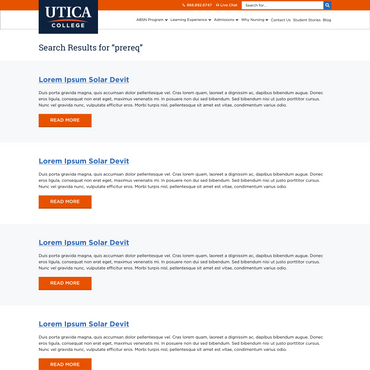 UTICA
COLLEGE
866.892.6747 Live Chat Search for...
ABSN Program Learning Experience Admissions Why Nursing Contact Us Student Stories Blog
Search Results for “prereq”
Lorem Ipsum Solar Devit
Duis porta gravida magna, quis accumsan dolor pellentesque vel. Cras lorem quam, laoreet a dignissim ac, dapibus bibendum augue. Donec
eros ligula, consequat non erat eget, maximus venenatis mi. In posuere non dui sed bibendum. Sed bibendum nisi ut justo porttitor cursus.
Nunc vel gravida nunc, vulputate efficitur eros. Morbi turpis nisl, pellentesque sit amet est vitae, condimentum varius odio.
READ MORE
Lorem Ipsum Solar Devit
Duis porta gravida magna, quis accumsan dolor pellentesque vel. Cras lorem quam, laoreet a dignissim ac, dapibus bibendum augue. Donec
eros ligula, consequat non erat eget, maximus venenatis mi. In posuere non dui sed bibendum. Sed bibendum nisi ut justo porttitor cursus.
Nunc vel gravida nunc, vulputate efficitur eros. Morbi turpis nisl, pellentesque sit amet est vitae, condimentum varius odio.
READ MORE
Lorem Ipsum Solar Devit
Duis porta gravida magna, quis accumsan dolor pellentesque vel. Cras lorem quam, laoreet a dignissim ac, dapibus bibendum augue. Donec
eros ligula, consequat non erat eget, maximus venenatis mi. In posuere non dui sed bibendum. Sed bibendum nisi ut justo porttitor cursus.
Nunc vel gravida nunc, vulputate efficitur eros. Morbi turpis nisl, pellentesque sit amet est vitae, condimentum varius odio.
READ MORE
Lorem Ipsum Solar Devit
Duis porta gravida magna, quis accumsan dolor pellentesque vel. Cras lorem quam, laoreet a dignissim ac, dapibus bibendum augue. Donec
eros ligula, consequat non erat eget, maximus venenatis mi. In posuere non dui sed bibendum. Sed bibendum nisi ut justo porttitor cursus.
Nunc vel gravida nunc, vulputate efficitur eros. Morbi turpis nisl, pellentesque sit amet est vitae, condimentum varius odio.
READ MORE